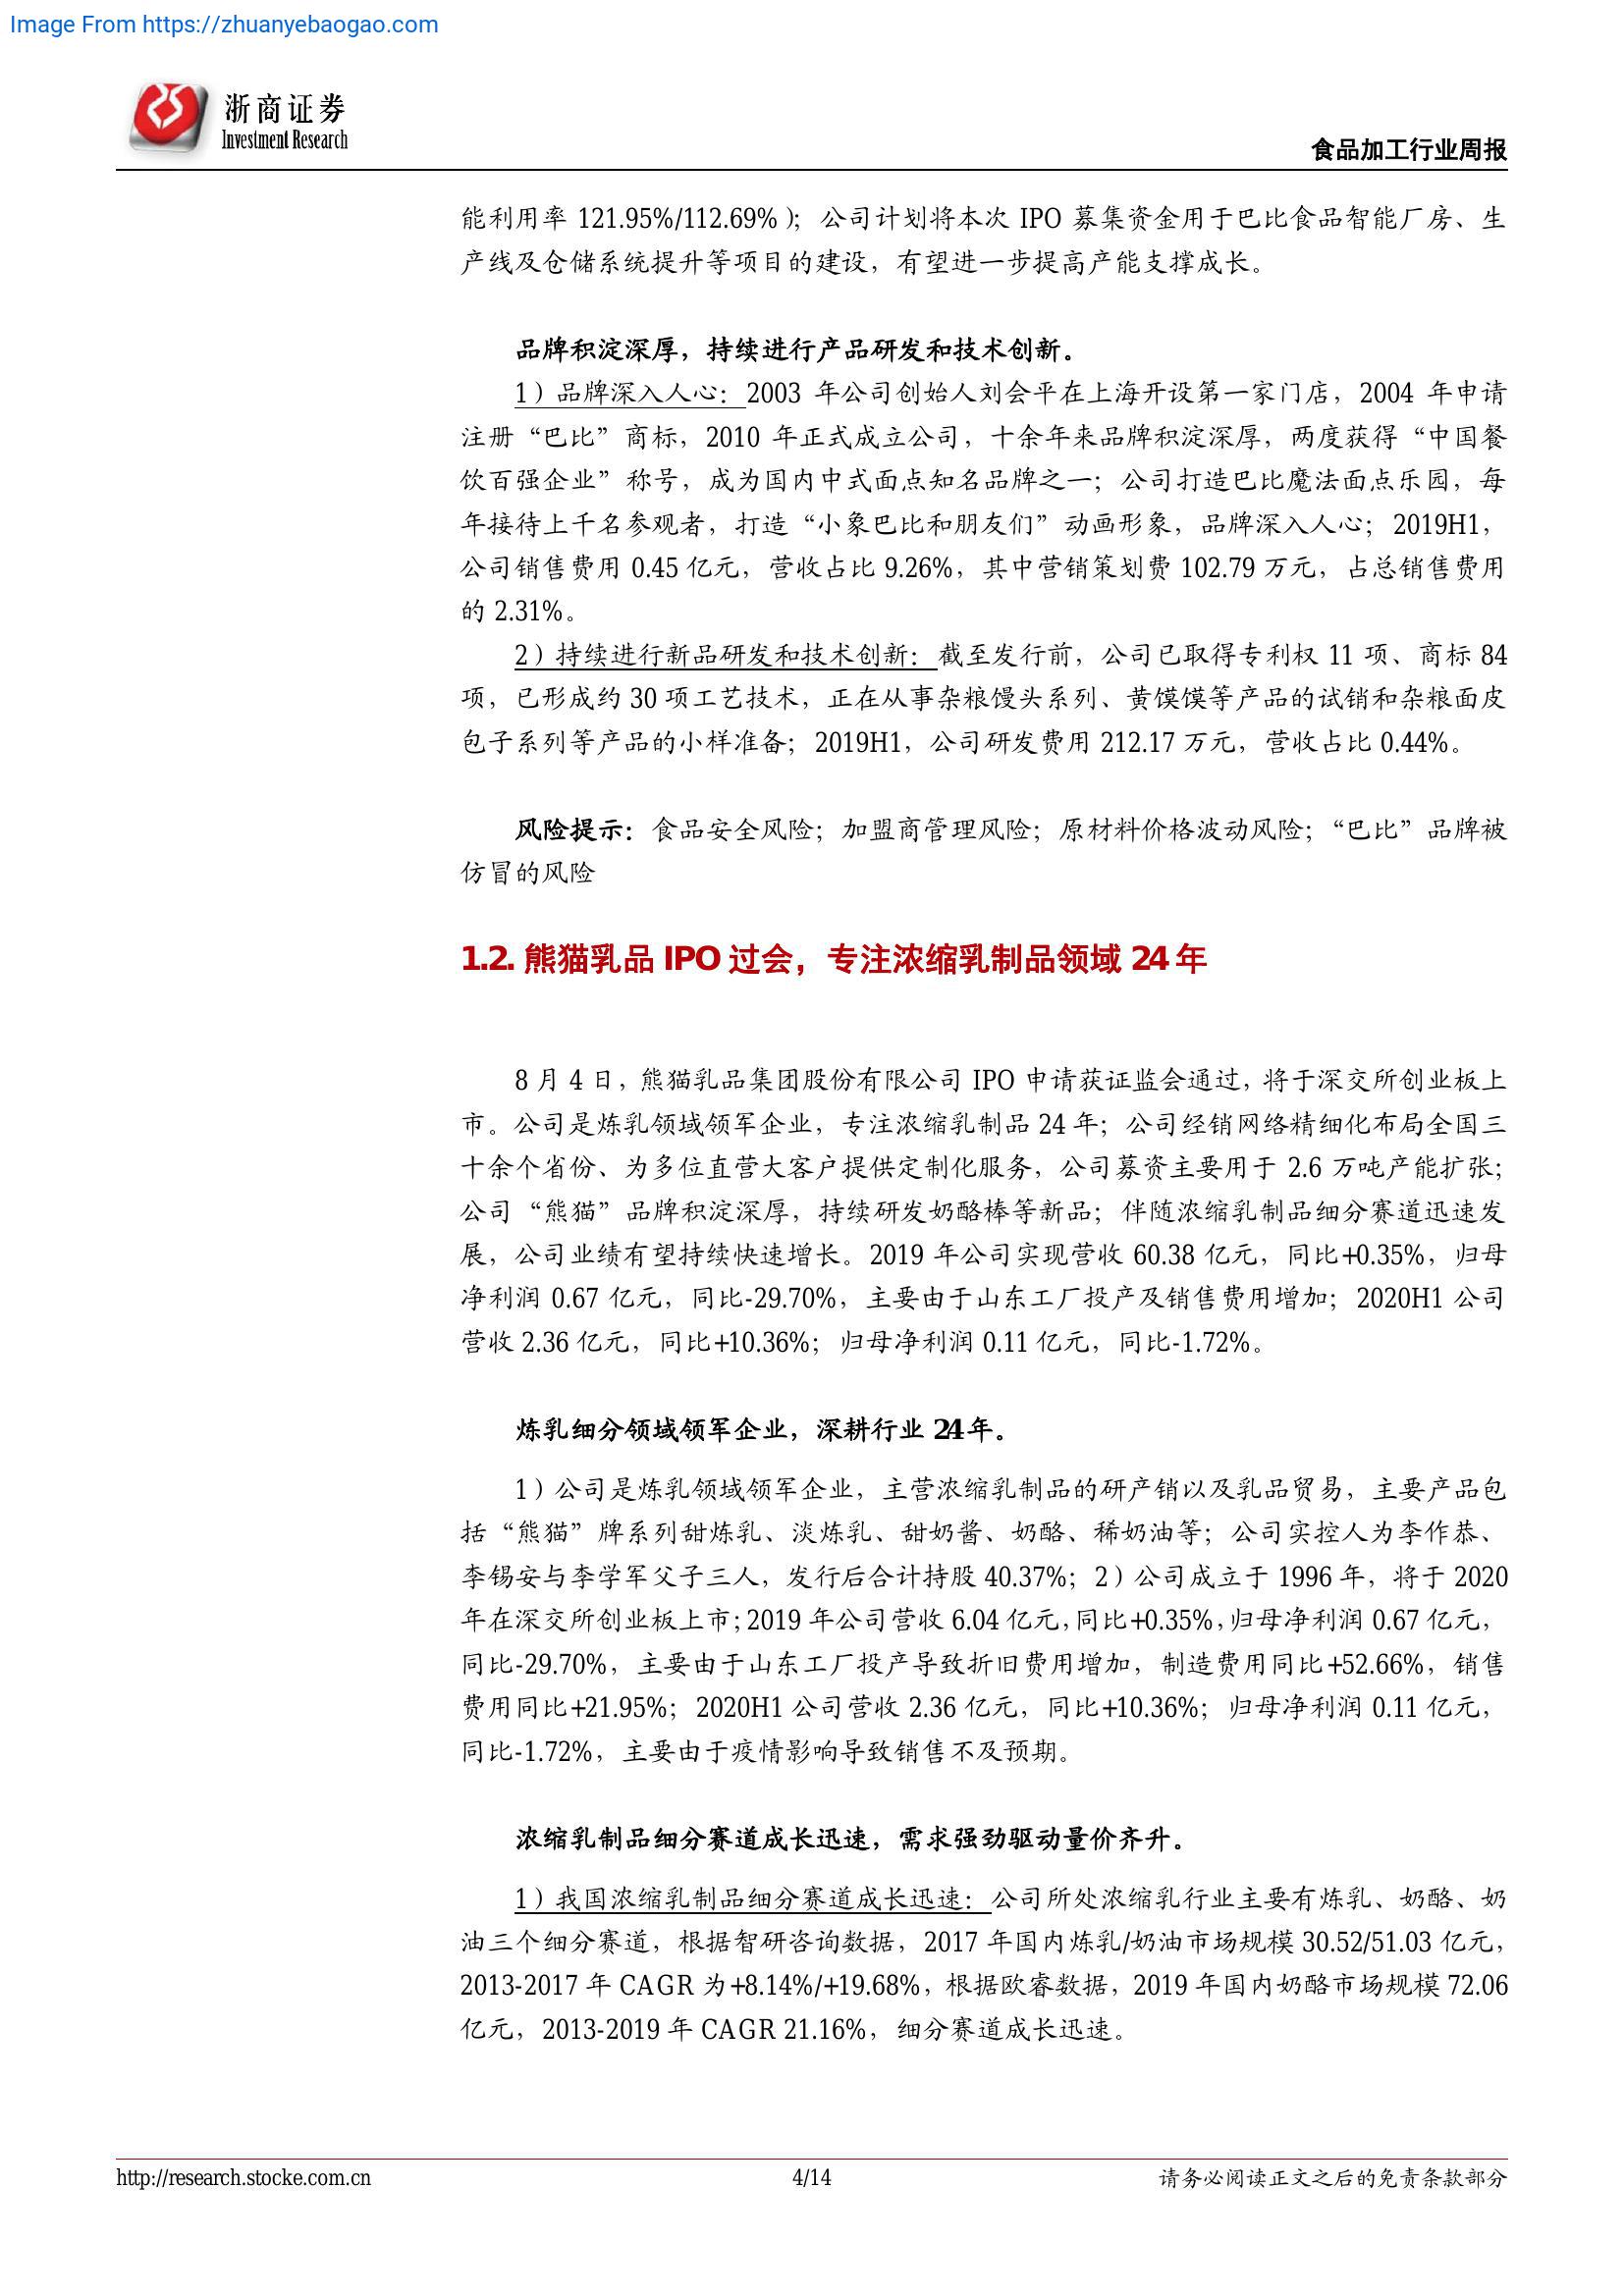 Image From https://zhuanyebaogao.com
浙商证券
Investment Research
食品加工行业周报
能利用率 121.95%/112.69%）；公司计划将本次 IPO 募集资金用于巴比食品智能厂房、生
产线及仓储系统提升等项目的建设，有望进一步提高产能支撑成长。
品牌积淀深厚，持续进行产品研发和技术创新。
1）品牌深入人心：2003 年公司创始人刘会平在上海开设第一家门店，2004 年申请
注册“巴比”商标，2010 年正式成立公司，十余年来品牌积淀深厚，两度获得“中国餐
饮百强企业”称号，成为国内中式面点知名品牌之一；公司打造巴比魔法面点乐园，每
年接待上千名参观者，打造“小象巴比和朋友们”动画形象，品牌深入人心；2019H1，
公司销售费用 0.45 亿元，营收占比 9.26%，其中营销策划费 102.79 万元，占总销售费用
的 2.31%。
2）持续进行新品研发和技术创新：截至发行前，公司已取得专利权 11 项、商标 84
项，已形成约 30 项工艺技术，正在从事杂粮馒头系列、黄馍馍等产品的试销和杂粮面皮
包子系列等产品的小样准备；2019H1，公司研发费用 212.17 万元，营收占比 0.44%。
风险提示：食品安全风险；加盟商管理风险；原材料价格波动风险；“巴比”品牌被
仿冒的风险
1.2. 熊猫乳品 IPO 过会，专注浓缩乳制品领域 24 年
8 月 4 日，熊猫乳品集团股份有限公司 IPO 申请获证监会通过，将于深交所创业板上
市。公司是炼乳领域领军企业，专注浓缩乳制品 24 年；公司经销网络精细化布局全国三
十余个省份、为多位直营大客户提供定制化服务，公司募资主要用于 2.6 万吨产能扩张；
公司“熊猫”品牌积淀深厚，持续研发奶酪棒等新品；伴随浓缩乳制品细分赛道迅速发
展，公司业绩有望持续快速增长。2019 年公司实现营收 60.38 亿元，同比+0.35%，归母
净利润 0.67 亿元，同比-29.70%，主要由于山东工厂投产及销售费用增加；2020H1 公司
营收 2.36 亿元，同比+10.36%；归母净利润 0.11 亿元，同比-1.72%。
炼乳细分领域领军企业，深耕行业 24 年。
1）公司是炼乳领域领军企业，主营浓缩乳制品的研产销以及乳品贸易，主要产品包
括“熊猫”牌系列甜炼乳、淡炼乳、甜奶酱、奶酪、稀奶油等；公司实控人为李作恭、
李锡安与李学军父子三人，发行后合计持股 40.37%；2）公司成立于 1996 年，将于 2020
年在深交所创业板上市；2019 年公司营收 6.04 亿元，同比+0.35%，归母净利润 0.67 亿元，
同比-29.70%，主要由于山东工厂投产导致折旧费用增加，制造费用同比+52.66%，销售
费用同比+21.95%；2020H1 公司营收 2.36 亿元，同比+10.36%；归母净利润 0.11 亿元，
同比-1.72%，主要由于疫情影响导致销售不及预期。
浓缩乳制品细分赛道成长迅速，需求强劲驱动量价齐升。
1）我国浓缩乳制品细分赛道成长迅速：公司所处浓缩乳行业主要有炼乳、奶酪、奶
油三个细分赛道，根据智研咨询数据，2017 年国内炼乳/奶油市场规模 30.52/51.03 亿元，
2013-2017 年 CAGR 为+8.14%/+19.68%，根据欧睿数据，2019 年国内奶酪市场规模 72.06
亿元，2013-2019 年 CAGR 21.16%，细分赛道成长迅速。
http://research.stocke.com.cn
4/14
请务必阅读正文之后的免责条款部分